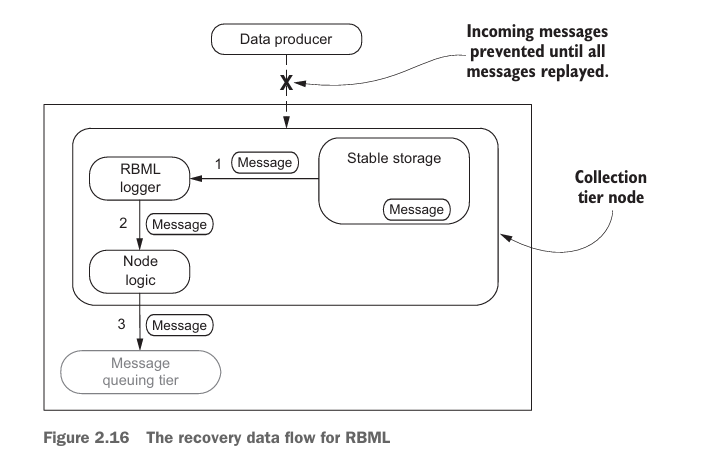 Data producer
Incoming messages
prevented until all
messages replayed.
X
Stable storage
1
Message
RBML
logger
Message
Collection
tier node
2
Message
Node
logic
3
Message
Message
queuing tier
Figure 2.16 The recovery data flow for RBML